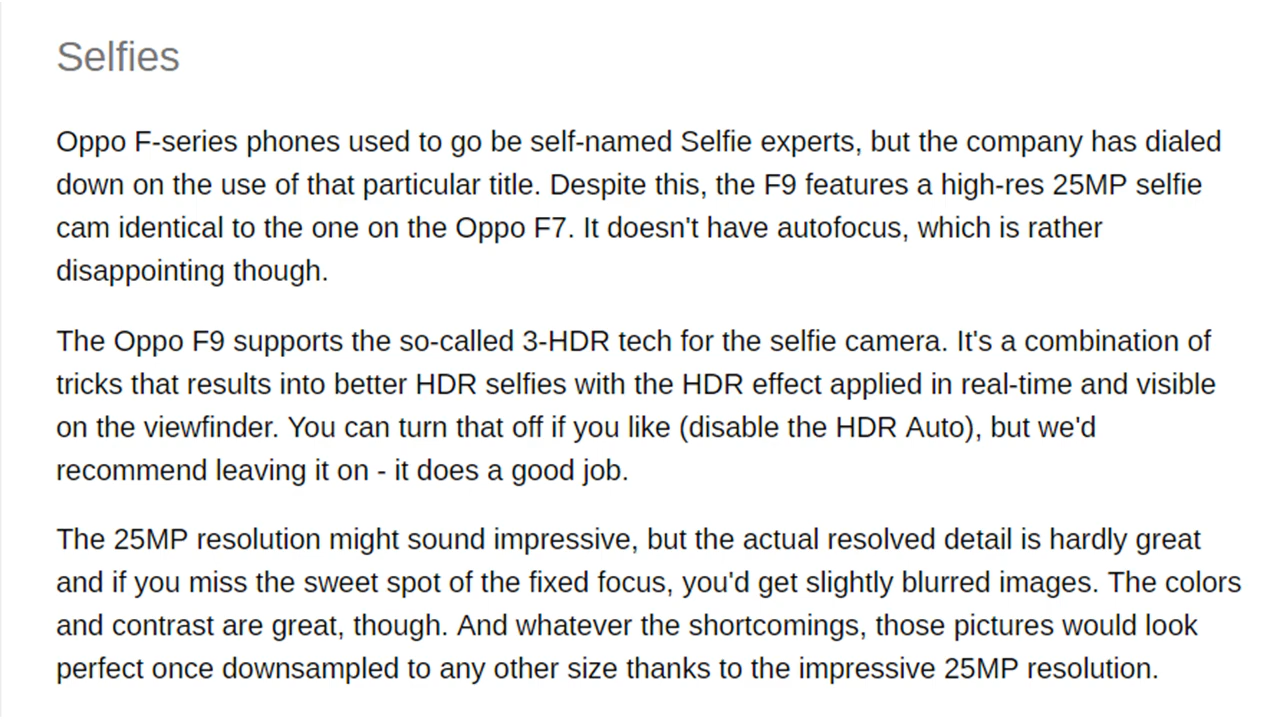 Selfies
Oppo F-series phones used to go be self-named Selfie experts, but the company has dialed
down on the use of that particular title. Despite this, the F9 features a high-res 25MP selfie
cam identical to the one on the Oppo F7. It doesn't have autofocus, which is rather
disappointing though.
The Oppo F9 supports the so-called 3-HDR tech for the selfie camera. It's a combination of
tricks that results into better HDR selfies with the HDR effect applied in real-time and visible
on the viewfinder. You can turn that off if you like (disable the HDR Auto), but we'd
recommend leaving it on - it does a good job.
The 25MP resolution might sound impressive, but the actual resolved detail is hardly great
and if you miss the sweet spot of the fixed focus, you'd get slightly blurred images. The colors
and contrast are great, though. And whatever the shortcomings, those pictures would look
perfect once downsampled to any other size thanks to the impressive 25MP resolution.